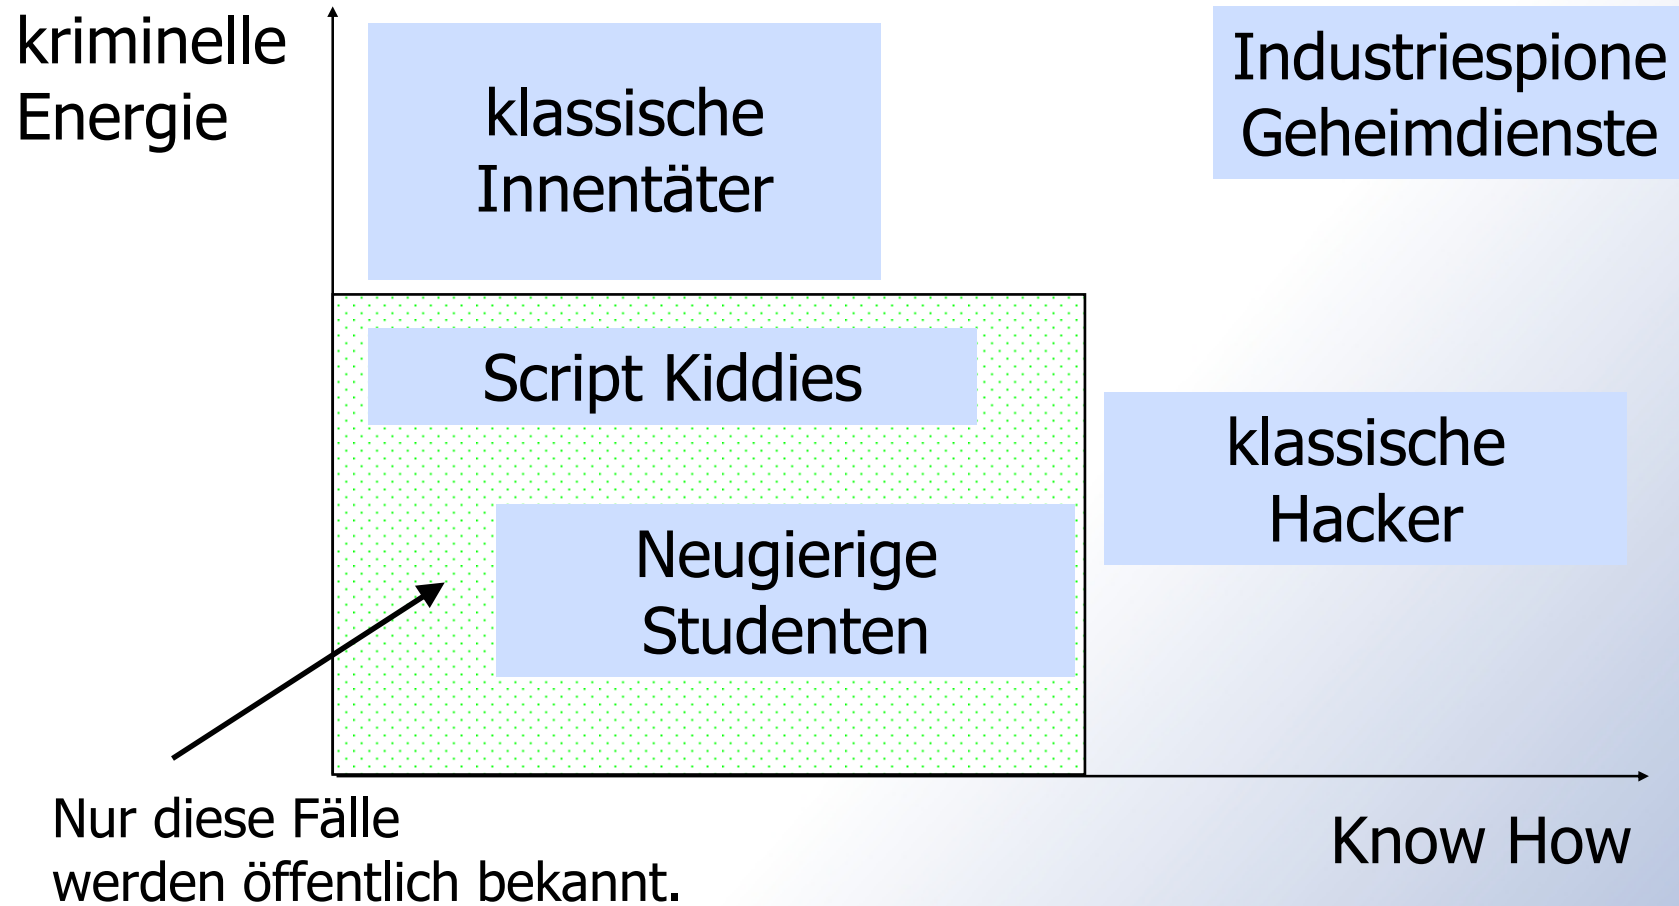 kriminelle
Energie
klassische
Innentäter
Industriespione
Geheimdienste
Script Kiddies
klassische
Hacker
Neugierige
Studenten
Nur diese Fälle
werden öffentlich bekannt.
Know How